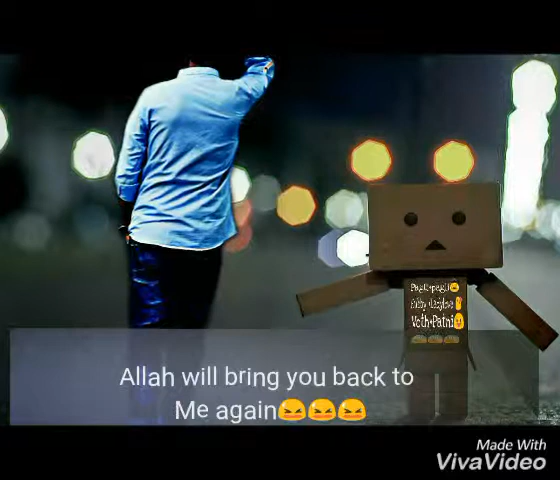 Allah will bring you back to
Me again😝😝😝
Made With
VivaVideo